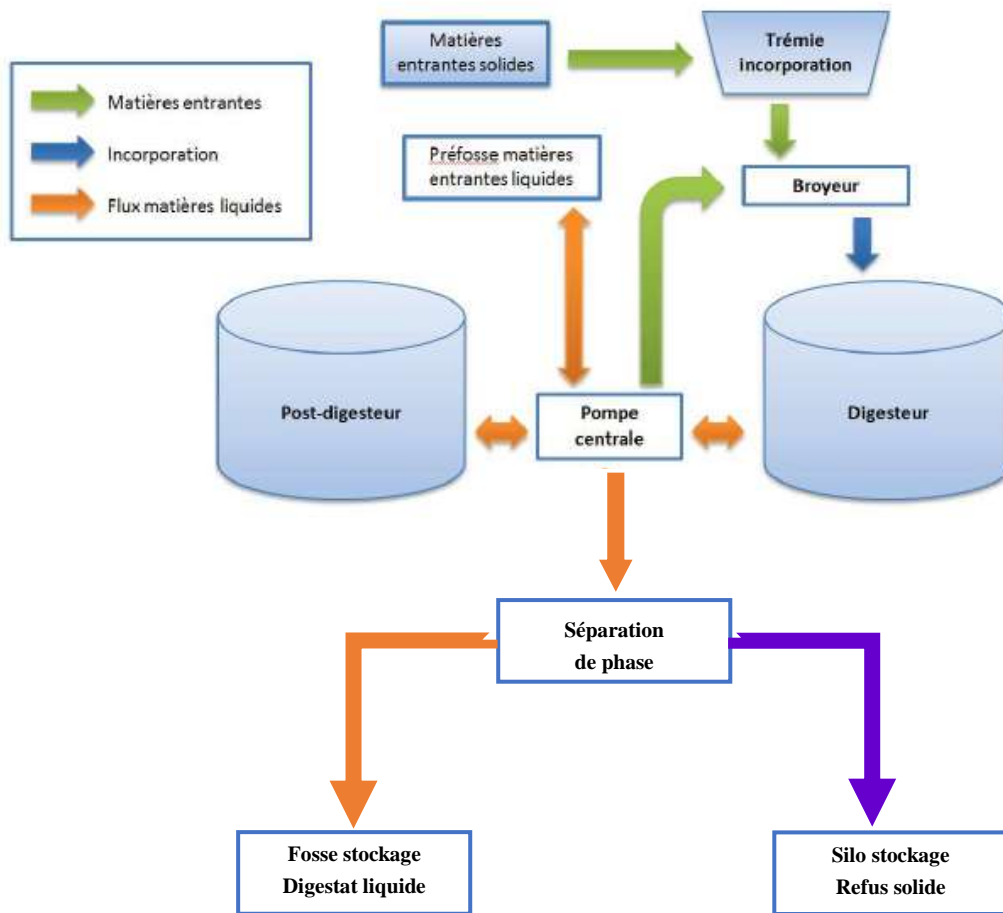 Matières
entrantes solides
Trémie
incorporation
Matières entrantes
Incorporation
Flux matières liquides
Préfosse matières
entrantes liquides
Broyeur
Post-digesteur
Pompe
centrale
Digesteur
Séparation
de phase
Fosse stockage
Digestat liquide
Silo stockage
Refus solide